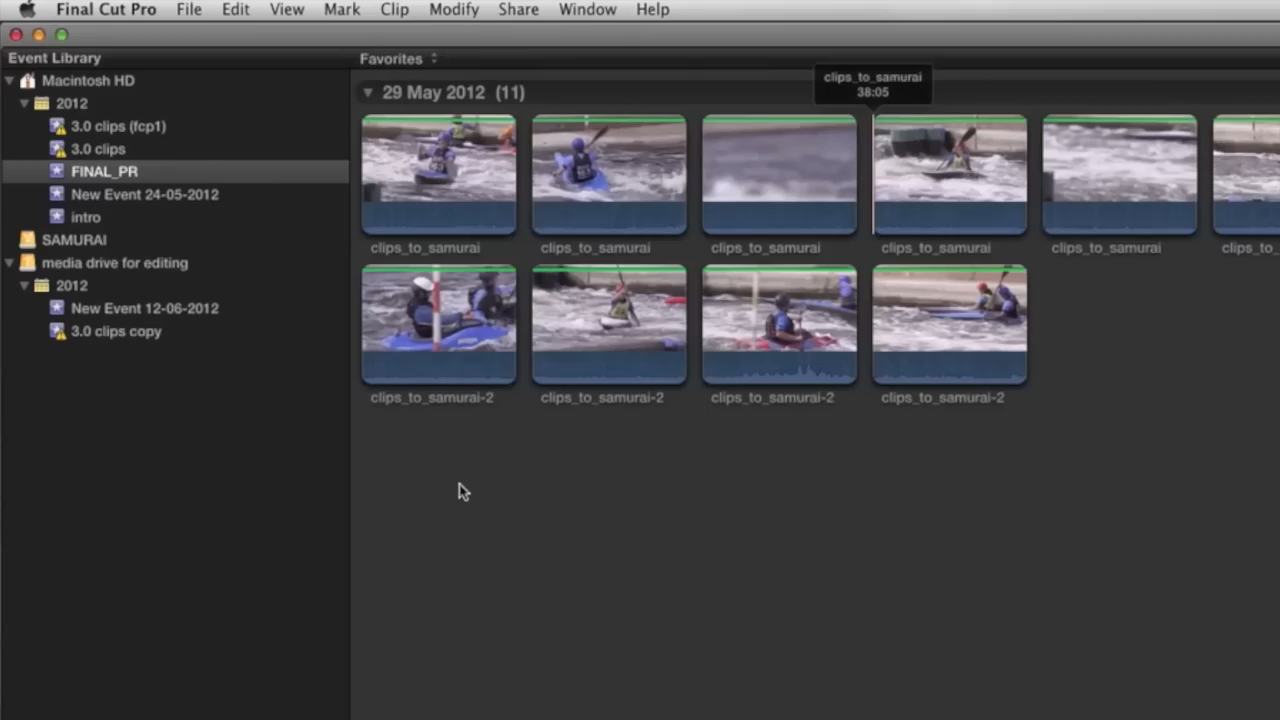 Final Cut Pro File Edit View Mark Clip Modify Share Window Help
Event Library
Favorites
Macintosh HD
2012
3.0 clips (fcp1)
3.0 clips
FINAL_PR
New Event 24-05-2012
intro
SAMURAI
media drive for editing
2012
New Event 12-06-2012
3.0 clips copy
29 May 2012 (11)
clips_to_samurai
38:05
clips_to_samurai clips_to_samurai clips_to_samurai clips_to_samurai clips_to_samurai clips_to_
clips_to_samurai-2 clips_to_samurai-2 clips_to_samurai-2 clips_to_samurai-2